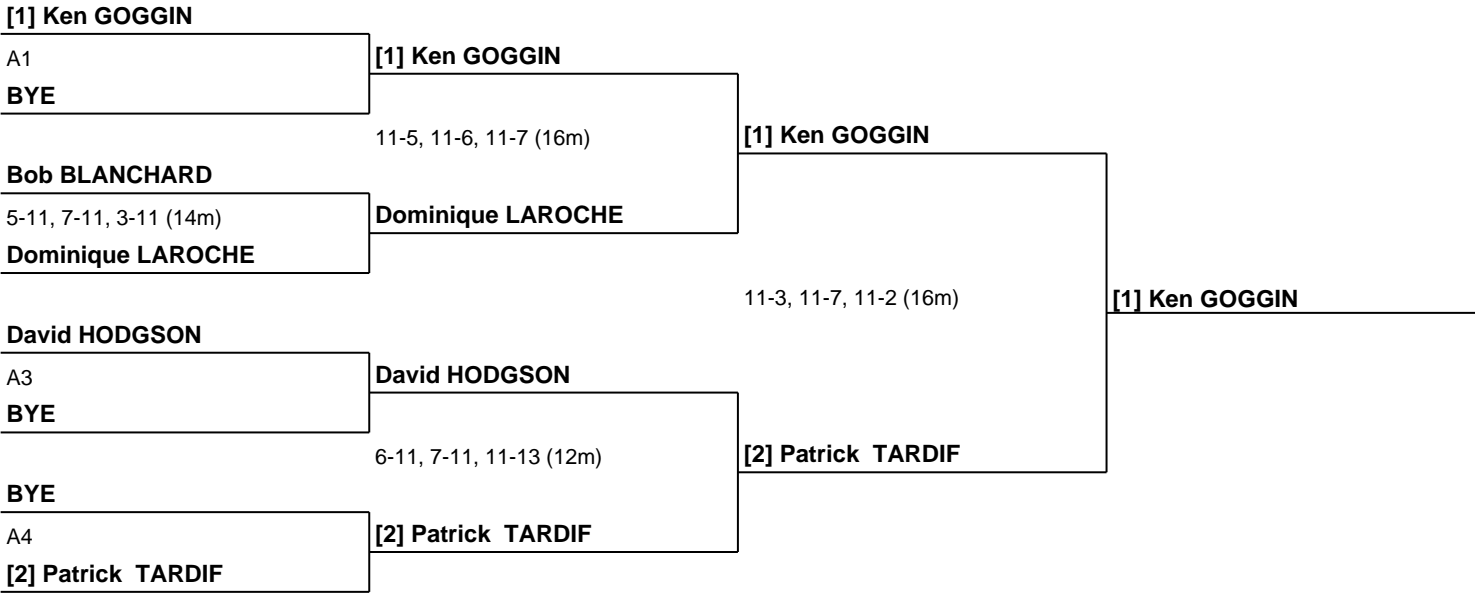 [1] Ken GOGGIN
A1
BYE
[1] Ken GOGGIN
11-5, 11-6, 11-7 (16m)
Bob BLANCHARD
5-11, 7-11, 3-11 (14m)
Dominique LAROCHE
Dominique LAROCHE
[1] Ken GOGGIN
11-3, 11-7, 11-2 (16m)
[1] Ken GOGGIN
David HODGSON
A3
BYE
David HODGSON
6-11, 7-11, 11-13 (12m)
BYE
A4
[2] Patrick  TARDIF
[2] Patrick  TARDIF
[2] Patrick  TARDIF